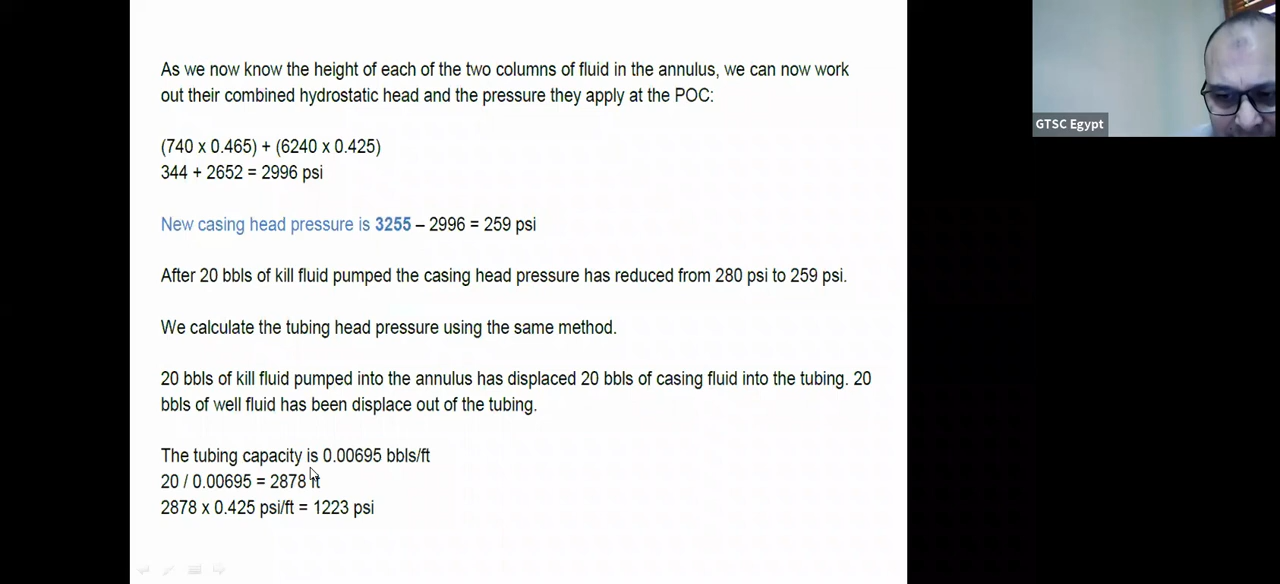 As we now know the height of each of the two columns of fluid in the annulus, we can now work
out their combined hydrostatic head and the pressure they apply at the POC:
(740 x 0.465) + (6240 x 0.425)
344 + 2652 = 2996 psi
New casing head pressure is 3255 – 2996 = 259 psi
After 20 bbls of kill fluid pumped the casing head pressure has reduced from 280 psi to 259 psi.
We calculate the tubing head pressure using the same method.
20 bbls of kill fluid pumped into the annulus has displaced 20 bbls of casing fluid into the tubing. 20
bbls of well fluid has been displace out of the tubing.
The tubing capacity is 0.00695 bbls/ft
20 / 0.00695 = 2878 ft
2878 x 0.425 psi/ft = 1223 psi
GTSC Egypt